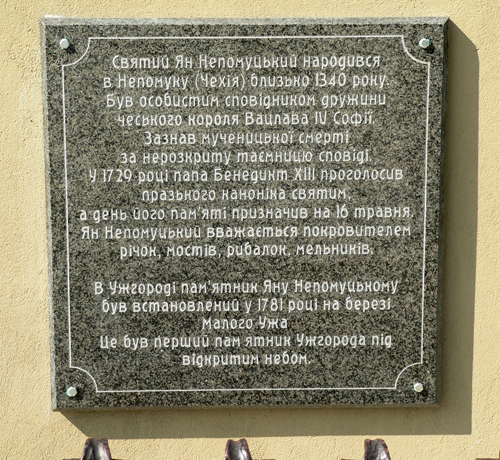 Святий Ян Непомуцький народився
в Непомуку (Чехія) близько 1340 року.
Був особистим сповідником дружини
чеського короля Вацлава IV Софії.
Зазнав мученицької смерті
за нерозкриту таємницю сповіді.
У 1729 році папа Бенедикт XIII проголосив
празького каноніка святим,
а день його пам'яті призначив на 16 травня.
Ян Непомуцький вважається покровителем
річок, мостів, рибалок, мельників.
В Ужгороді пам'ятник Яну Непомуцькому
був встановлений у 1781 році на березі
Малого Ужа
Це був перший пам ятник Ужгорода під
відкритим небом.